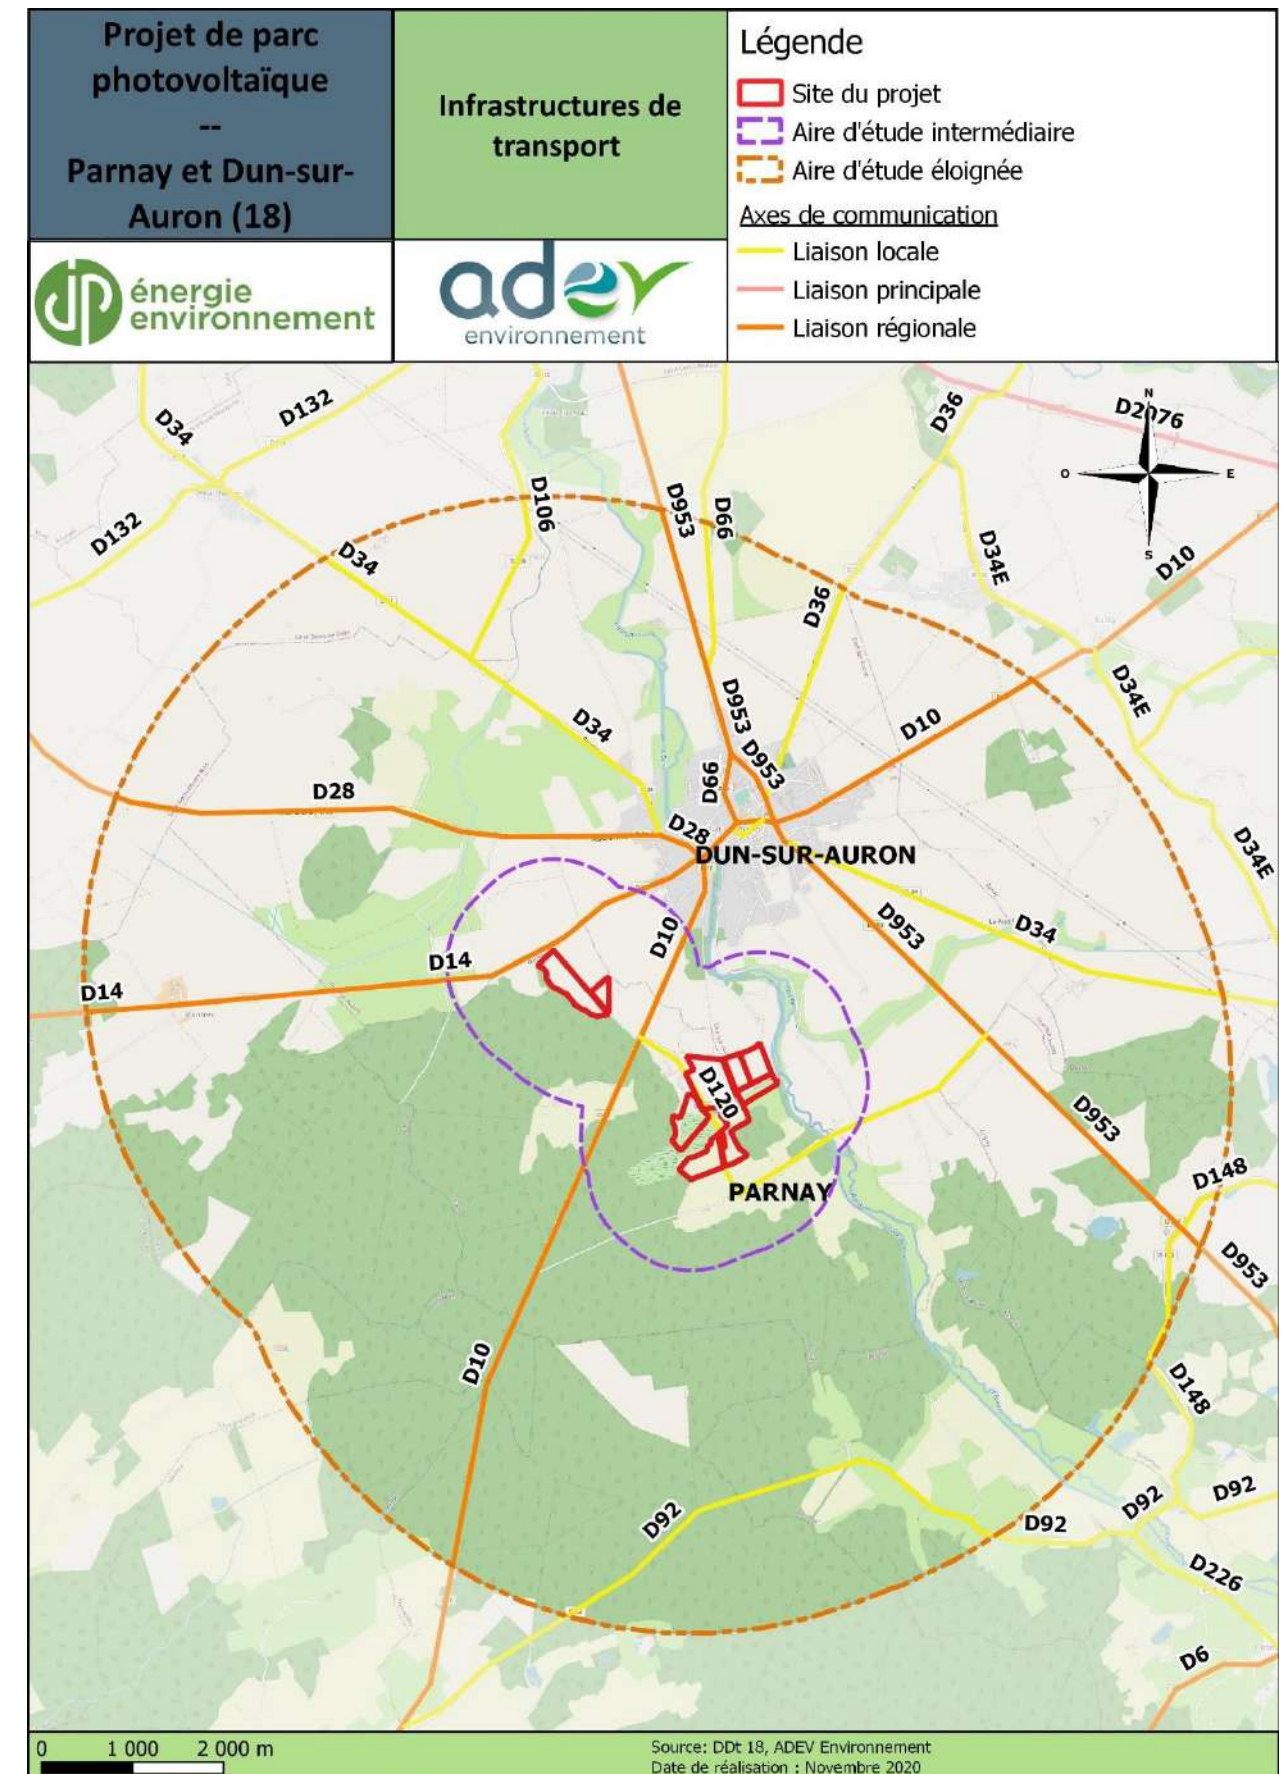 Projet de parc
photovoltaïque
--
Parnay et Dun-sur-
Auron (18)
Infrastructures de
transport
Légende
Site du projet
Aire d'étude intermédiaire
Aire d'étude éloignée
Axes de communication
Liaison locale
Liaison principale
Liaison régionale
JP énergie
environnement
adev
environnement
D34
D132
D36
D2076
N
O
E
S
D132
D106
D953
D66
D34
D34E
D10
D36
D34E
D953
D34
D10
D953
D66
D28
D28
DUN-SUR-AURON
D34E
D953
D34
D10
D14
D14
D120
D953
D148
PARNAY
D953
D10
D148
D92
D92
D92
D92
D226
D6
0 1 000 2 000 m
Source: DDt 18, ADEV Environnement
Date de réalisation : Novembre 2020